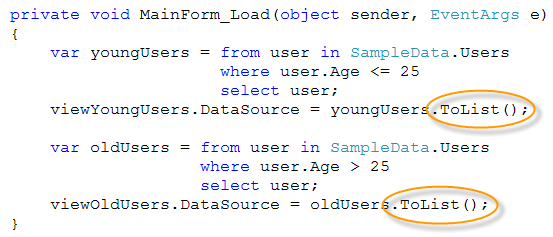 private void MainForm_Load(object sender, EventArgs e)
{
    var youngUsers = from user in SampleData.Users
                     where user.Age <= 25
                     select user;
    viewYoungUsers.DataSource = youngUsers.ToList();

    var oldUsers = from user in SampleData.Users
                   where user.Age > 25
                   select user;
    viewOldUsers.DataSource = oldUsers.ToList();
}